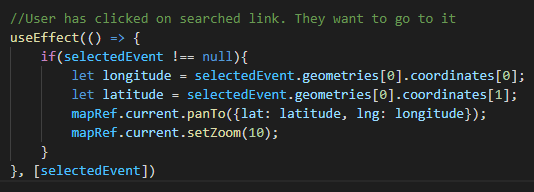 //User has clicked on searched link. They want to go to it
useEffect(() => {
    if(selectedEvent !== null){
        let longitude = selectedEvent.geometries[0].coordinates[0];
        let latitude = selectedEvent.geometries[0].coordinates[1];
        mapRef.current.panTo({lat: latitude, lng: longitude});
        mapRef.current.setZoom(10);
    }
}, [selectedEvent])